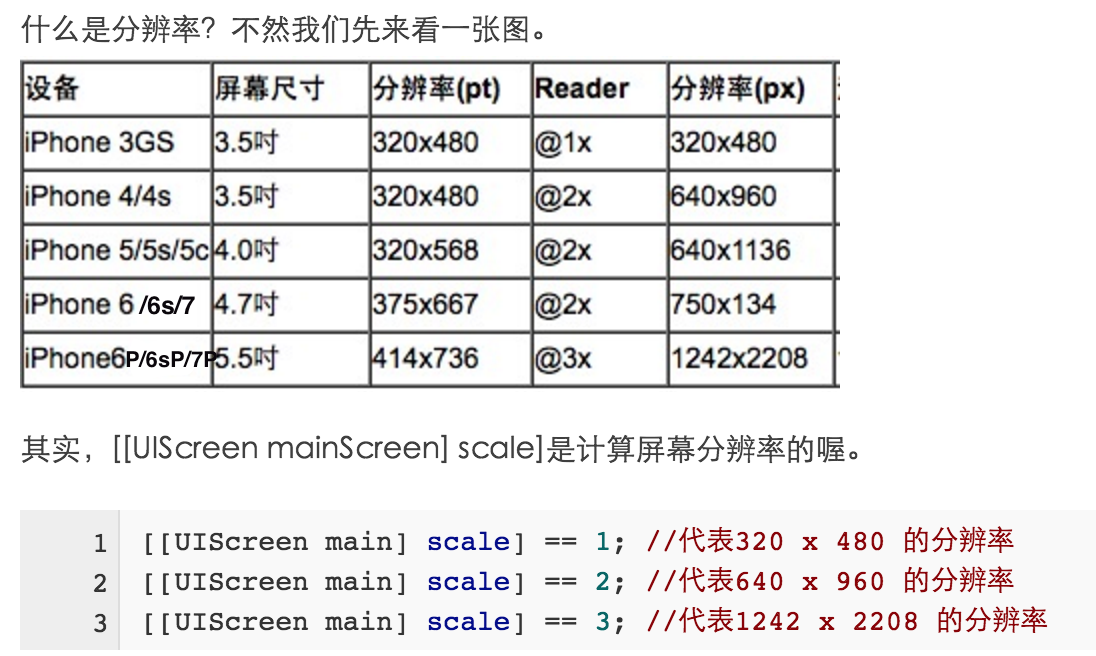 什么是分辨率？不然我们先来看一张图。
设备 屏幕尺寸 分辨率(pt) Reader 分辨率(px)
iPhone 3GS 3.5吋 320x480 @1x 320x480
iPhone 4/4s 3.5吋 320x480 @2x 640x960
iPhone 5/5s/5c 4.0吋 320x568 @2x 640x1136
iPhone 6 /6s/7 4.7吋 375x667 @2x 750x134
iPhone6P/6sP/7P 5.5吋 414x736 @3x 1242x2208
其实，[[UIScreen mainScreen] scale]是计算屏幕分辨率的喔。
1 [[UIScreen main] scale] == 1; //代表320 x 480 的分辨率
2 [[UIScreen main] scale] == 2; //代表640 x 960 的分辨率
3 [[UIScreen main] scale] == 3; //代表1242 x 2208 的分辨率